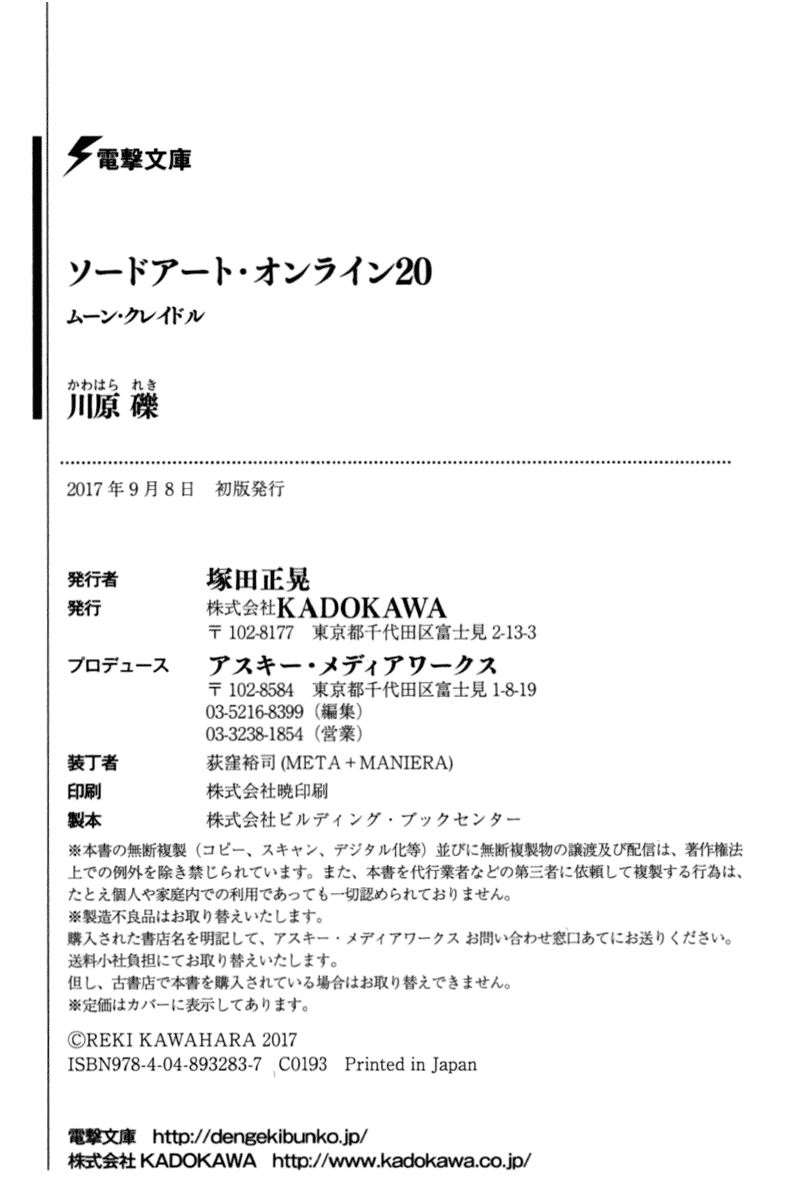 電撃文庫
ソードアート・オンライン20
ムーン・クレイドル
かわはら れき
川原 礫
2017年9月8日 初版発行
発行者 塚田正晃
発行 株式会社KADOKAWA
〒102-8177 東京都千代田区富士見2-13-3
プロデュース アスキー・メディアワークス
〒102-8584 東京都千代田区富士見1-8-19
03-5216-8399（編集）
03-3238-1854（営業）
装丁者 荻窪裕司(META+MANIERA)
印刷 株式会社暁印刷
製本 株式会社ビルディング・ブックセンター
※本書の無断複製（コピー、スキャン、デジタル化等）並びに無断複製物の譲渡及び配信は、著作権法
上での例外を除き禁じられています。また、本書を代行業者などの第三者に依頼して複製する行為は、
たとえ個人や家庭内での利用であっても一切認められておりません。
※製造不良品はお取り替えいたします。
購入された書店名を明記して、アスキー・メディアワークス お問い合わせ窓口あてにお送りください。
送料小社負担にてお取り替えいたします。
但し、古書店で本書を購入されている場合はお取り替えできません。
※定価はカバーに表示してあります。
©REKI KAWAHARA 2017
ISBN978-4-04-893283-7 C0193 Printed in Japan
電撃文庫 http://dengekibunko.jp/
株式会社KADOKAWA http://www.kadokawa.co.jp/